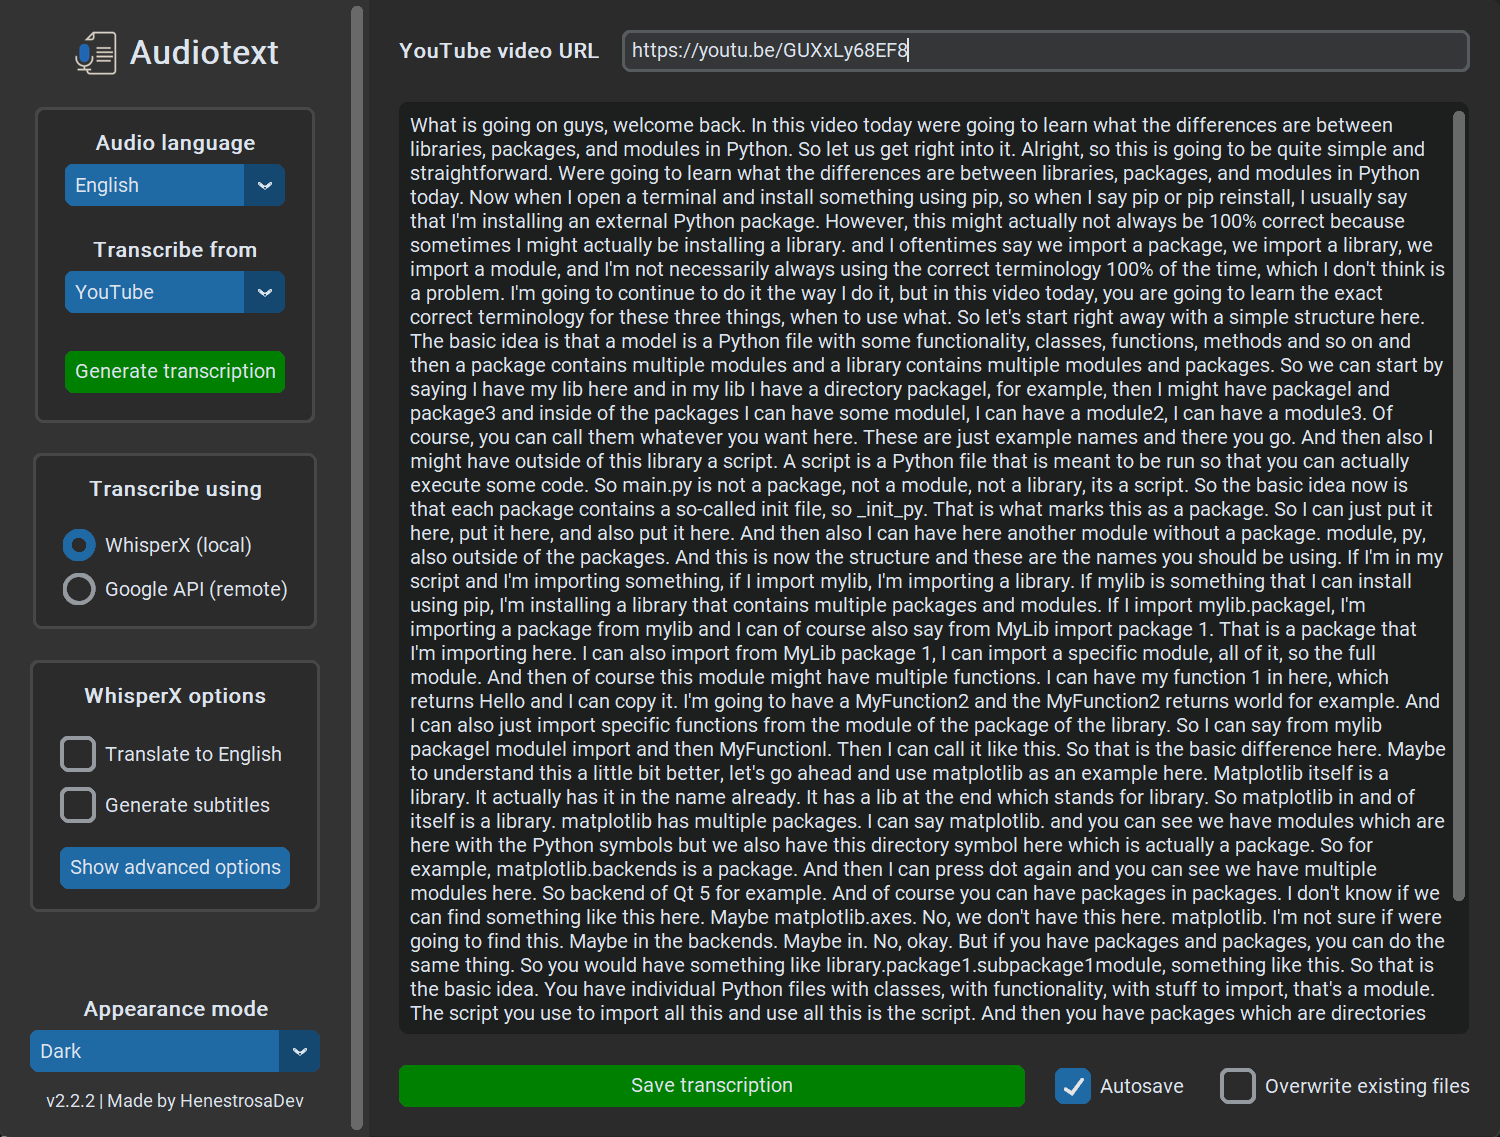 Audiotext
Audio language
English
Transcribe from
YouTube
Generate transcription
Transcribe using
WhisperX (local)
Google API (remote)
WhisperX options
Translate to English
Generate subtitles
Show advanced options
Appearance mode
Dark
v2.2.2 | Made by HenestrosaDev
YouTube video URL
https://youtu.be/GUXxLy68EF8
What is going on guys, welcome back. In this video today were going to learn what the differences are between
libraries, packages, and modules in Python. So let us get right into it. Alright, so this is going to be quite simple and
straightforward. Were going to learn what the differences are between libraries, packages, and modules in Python
today. Now when I open a terminal and install something using pip, so when I say pip or pip reinstall, I usually say
that I'm installing an external Python package. However, this might actually not always be 100% correct because
sometimes I might actually be installing a library. and I oftentimes say we import a package, we import a library, we
import a module, and I'm not necessarily always using the correct terminology 100% of the time, which I don't think is
a problem. I'm going to continue to do it the way I do it, but in this video today, you are going to learn the exact
correct terminology for these three things, when to use what. So let's start right away with a simple structure here.
The basic idea is that a model is a Python file with some functionality, classes, functions, methods and so on and
then a package contains multiple modules and a library contains multiple modules and packages. So we can start by
saying I have my lib here and in my lib I have a directory packagel, for example, then I might have packagel and
package3 and inside of the packages I can have some modulel, I can have a module2, I can have a module3. Of
course, you can call them whatever you want here. These are just example names and there you go. And then also I
might have outside of this library a script. A script is a Python file that is meant to be run so that you can actually
execute some code. So main.py is not a package, not a module, not a library, its a script. So the basic idea now is
that each package contains a so-called init file, so _init_py. That is what marks this as a package. So I can just put it
here, put it here, and also put it here. And then also I can have here another module without a package. module, py,
also outside of the packages. And this is now the structure and these are the names you should be using. If I'm in my
script and I'm importing something, if I import mylib, I'm importing a library. If mylib is something that I can install
using pip, I'm installing a library that contains multiple packages and modules. If I import mylib.packagel, I'm
importing a package from mylib and I can of course also say from MyLib import package 1. That is a package that
I'm importing here. I can also import from MyLib package 1, I can import a specific module, all of it, so the full
module. And then of course this module might have multiple functions. I can have my function 1 in here, which
returns Hello and I can copy it. I'm going to have a MyFunction2 and the MyFunction2 returns world for example. And
I can also just import specific functions from the module of the package of the library. So I can say from mylib
packagel modulel import and then MyFunctionl. Then I can call it like this. So that is the basic difference here. Maybe
to understand this a little bit better, let's go ahead and use matplotlib as an example here. Matplotlib itself is a
library. It actually has it in the name already. It has a lib at the end which stands for library. So matplotlib in and of
itself is a library. matplotlib has multiple packages. I can say matplotlib. and you can see we have modules which are
here with the Python symbols but we also have this directory symbol here which is actually a package. So for
example, matplotlib.backends is a package. And then I can press dot again and you can see we have multiple
modules here. So backend of Qt 5 for example. And of course you can have packages in packages. I don't know if we
can find something like this here. Maybe matplotlib.axes. No, we don't have this here. matplotlib. I'm not sure if were
going to find this. Maybe in the backends. Maybe in. No, okay. But if you have packages and packages, you can do the
same thing. So you would have something like library.package1.subpackage1module, something like this. So that is
the basic idea. You have individual Python files with classes, with functionality, with stuff to import, that's a module.
The script you use to import all this and use all this is the script. And then you have packages which are directories
Save transcription
Autosave
Overwrite existing files